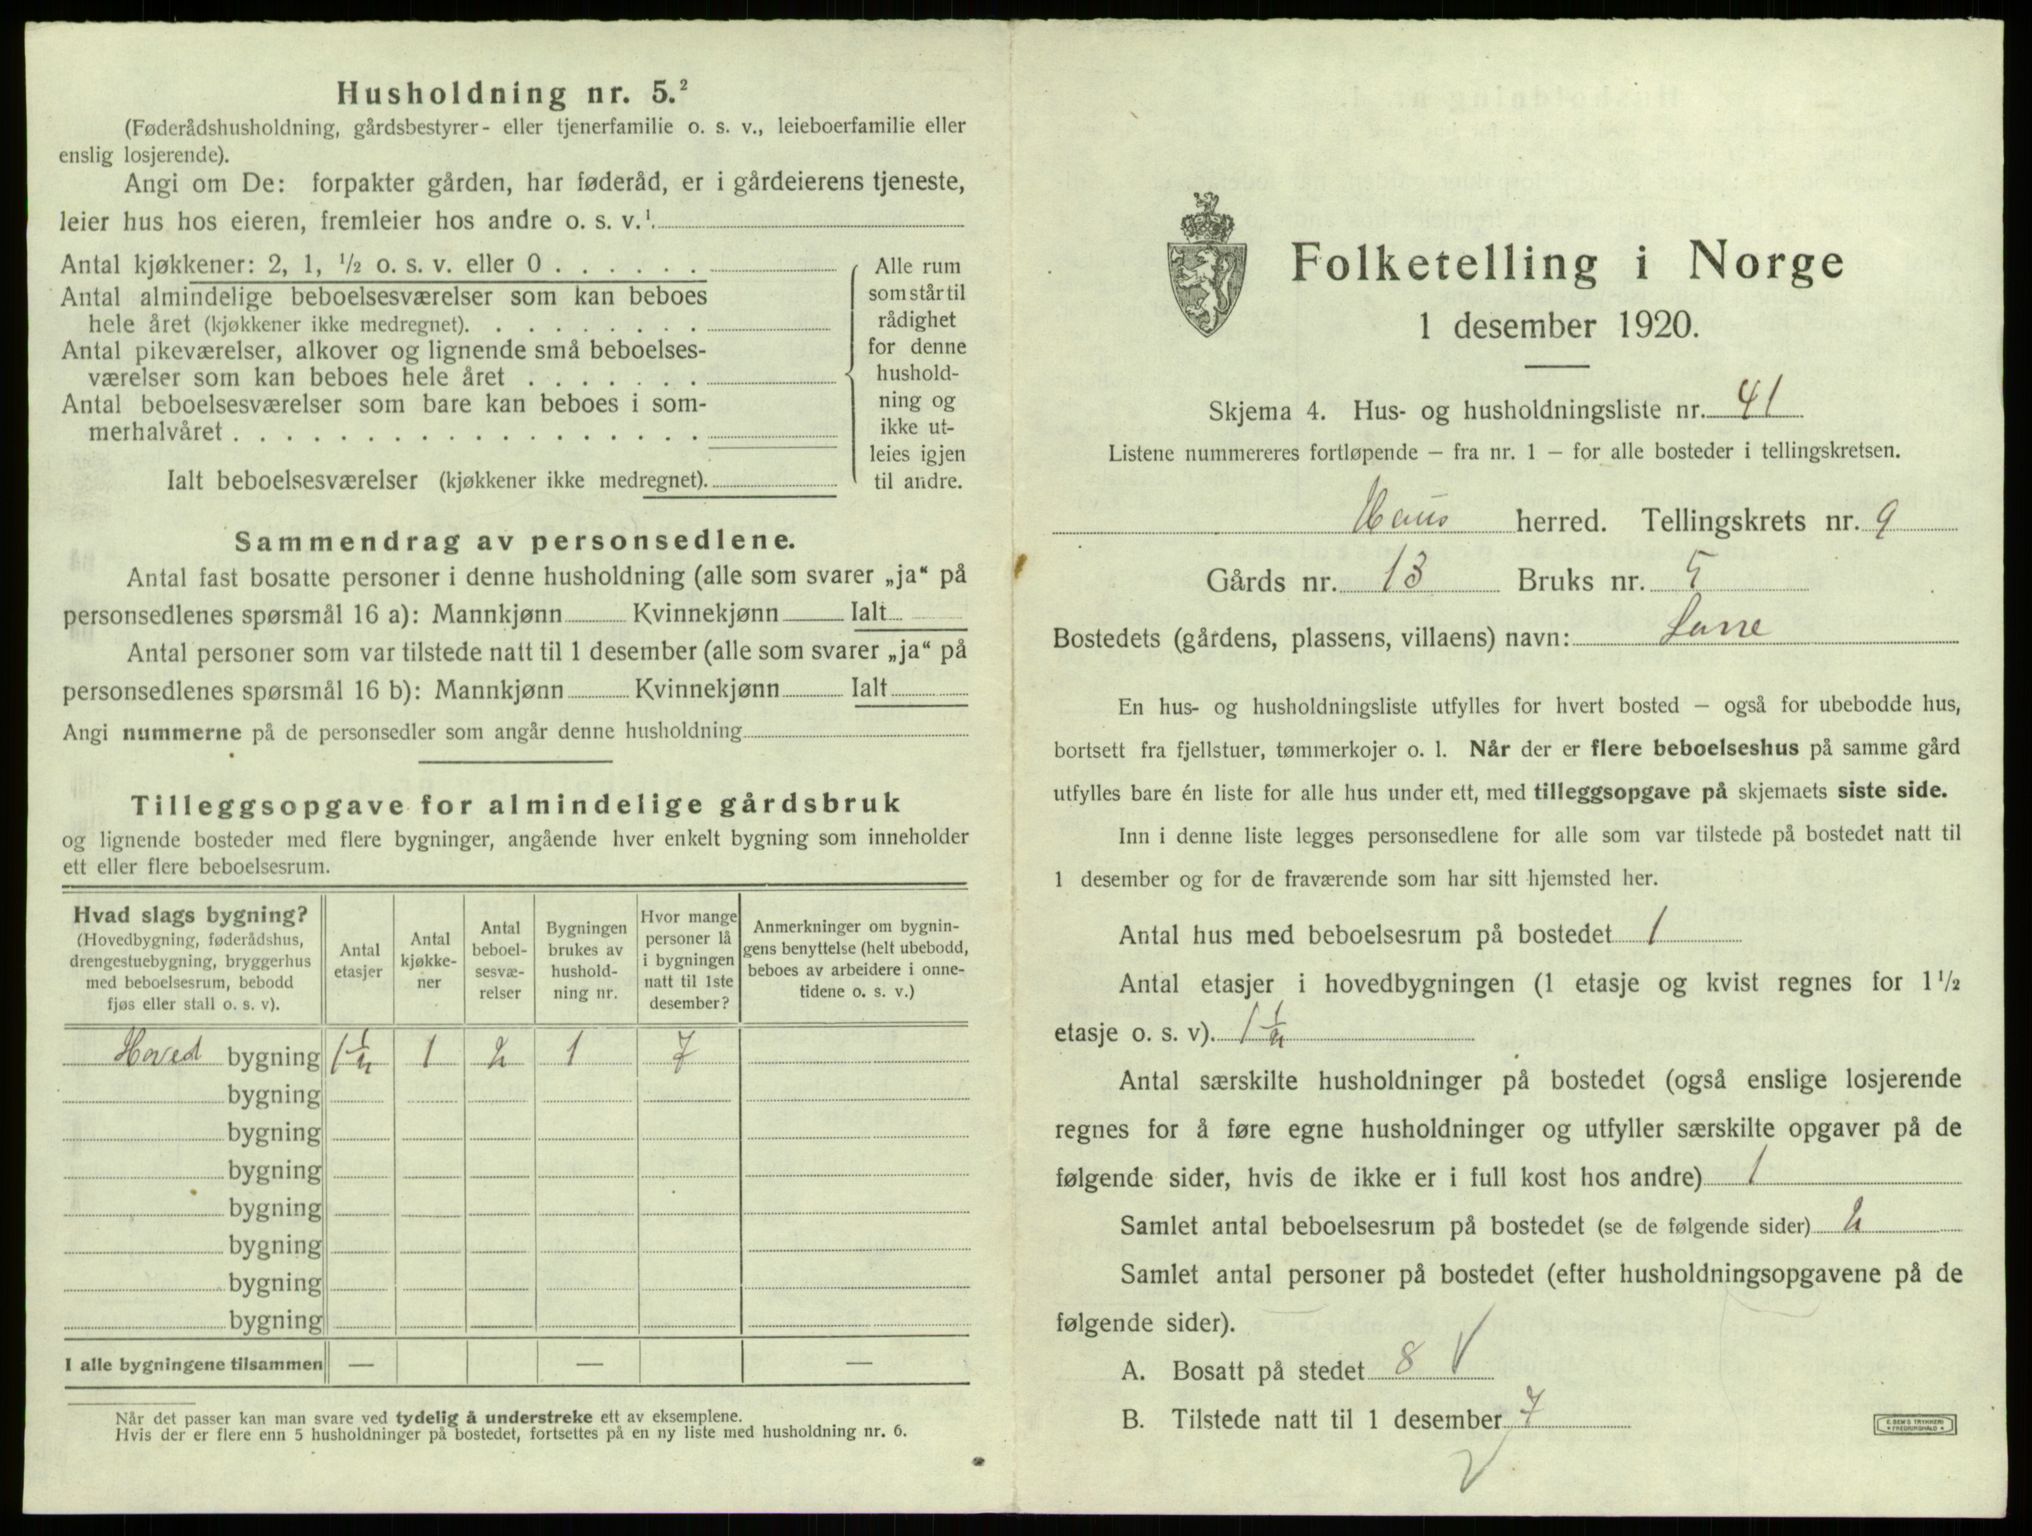 Husholdning nr. 5.²
(Føderådshusholdning, gårdsbestyrer- eller tjenerfamilie o. s. v., leieboerfamilie eller
enslig losjerende).
Angi om De: forpakter gården, har føderåd, er i gårdeierens tjeneste,
leier hus hos eieren, fremleier hos andre o. s. v.¹
Antal kjøkkener: 2, 1, ½ o. s. v. eller 0 . . . . . .
Antal almindelige beboelsesværelser som kan beboes
hele året (kjøkkener ikke medregnet). . . . . . . . .
Antal pikeværelser, alkover og lignende små beboelses-
værelser som kan beboes hele året . . . . . . .
Antal beboelsesværelser som bare kan beboes i som-
merhalvåret . . . . . . . . . . . . . . . . . .
Ialt beboelsesværelser (kjøkkener ikke medregnet).
Alle rum
som står til
rådighet
for denne
hushold-
ning og
ikke ut-
leies igjen
til andre.
Sammendrag av personsedlene.
Antal fast bosatte personer i denne husholdning (alle som svarer „ja“ på
personsedlenes spørsmål 16 a): Mannkjønn Kvinnekjønn Ialt
Antal personer som var tilstede natt til 1 desember (alle som svarer „ja“ på
personsedlenes spørsmål 16 b): Mannkjønn Kvinnekjønn Ialt
Angi nummerne på de personsedler som angår denne husholdning
Tilleggsopgave for almindelige gårdsbruk
og lignende bosteder med flere bygninger, angående hver enkelt bygning som inneholder
ett eller flere beboelsesrum.
Hvad slags bygning?
(Hovedbygning, føderådshus,
drengestuebygning, bryggerhus
med beboelsesrum, bebodd
fjøs eller stall o. s. v).
Antal
etasjer
Antal
kjøkke-
ner
Antal
beboel-
sesvæ-
relser
Bygningen
brukes av
hushold-
ning nr.
Hvor mange
personer lå
i bygningen
natt til 1ste
desember?
Anmerkninger om bygnin-
gens benyttelse (helt ubebodd,
beboes av arbeidere i onne-
tidene o. s. v.)
Hoved bygning 1½ 1 2 1 7
bygning
bygning
bygning
bygning
bygning
bygning
bygning
I alle bygningene tilsammen — — —
Når det passer kan man svare ved tydelig å understreke ett av eksemplene.
Hvis der er flere enn 5 husholdninger på bostedet, fortsettes på en ny liste med husholdning nr. 6.
Folketelling i Norge
1 desember 1920.
Skjema 4. Hus- og husholdningsliste nr. 41
Listene nummereres fortløpende — fra nr. 1 — for alle bosteder i tellingskretsen.
Haus herred. Tellingskrets nr. 9
Gårds nr. 13 Bruks nr. 5
Bostedets (gårdens, plassens, villaens) navn:
En hus- og husholdningsliste utfylles for hvert bosted — også for ubebodde hus,
bortsett fra fjellstuer, tømmerkojer o. l. Når der er flere beboelseshus på samme gård
utfylles bare én liste for alle hus under ett, med tilleggsopgave på skjemaets siste side.
Inn i denne liste legges personsedlene for alle som var tilstede på bostedet natt til
1 desember og for de fraværende som har sitt hjemsted her.
Antal hus med beboelsesrum på bostedet 1
Antal etasjer i hovedbygningen (1 etasje og kvist regnes for 1½
etasje o. s. v). 1½
Antal særskilte husholdninger på bostedet (også enslige losjerende
regnes for å føre egne husholdninger og utfyller særskilte opgaver på de
følgende sider, hvis de ikke er i full kost hos andre) 1
Samlet antal beboelsesrum på bostedet (se de følgende sider) 2
Samlet antal personer på bostedet (efter husholdningsopgavene på de
følgende sider).
A. Bosatt på stedet 8
B. Tilstede natt til 1 desember 7